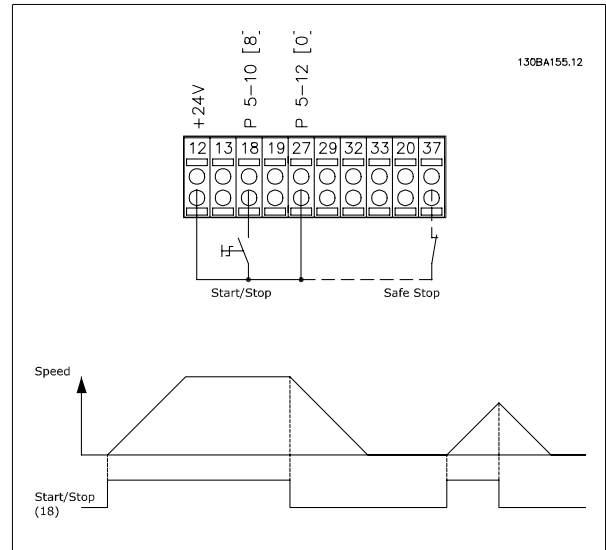 130BA155.12
+24V
P 5-10 [8]
P 5-12 [0]
12 13 18 19 27 29 32 33 20 37
Start/Stop
Safe Stop
Speed
Start/Stop
(18)